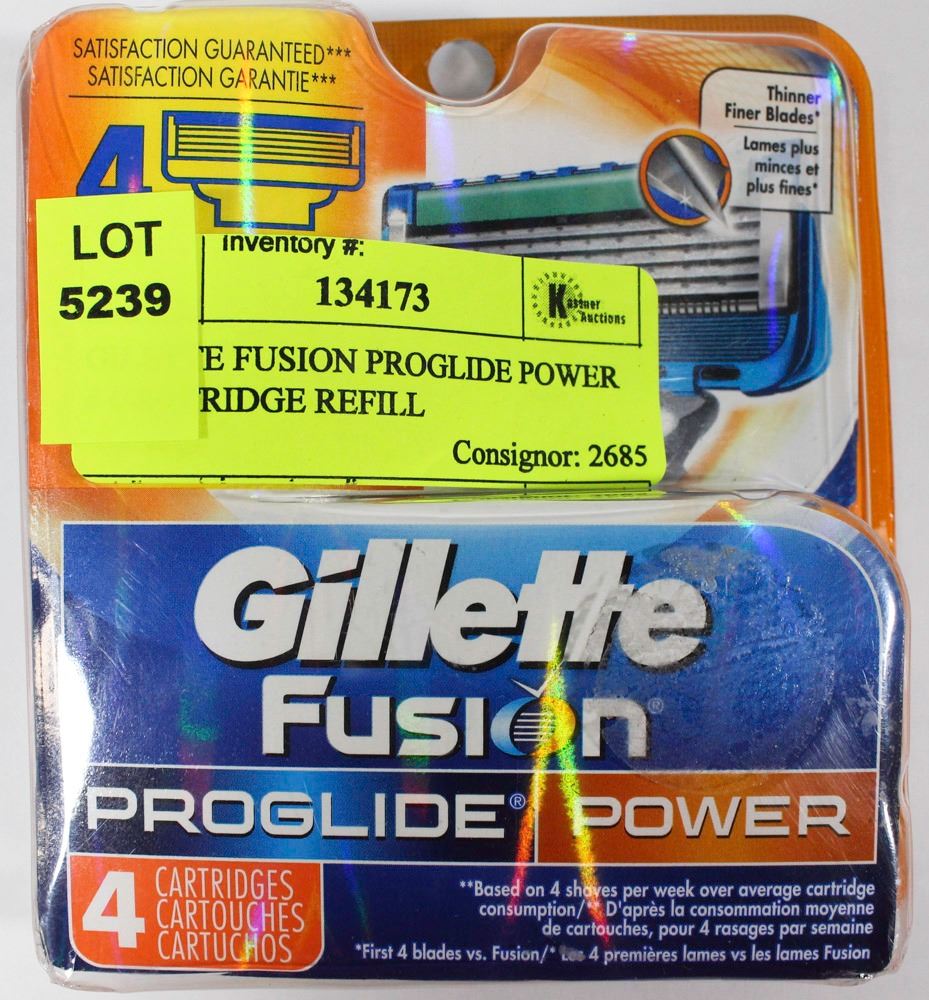 SATISFACTION GUARANTEED***
SATISFACTION GARANTIE***
4
Thinner
Finer Blades*
Lames plus
minces et
plus fines*
LOT
5239
Inventory #:
134173
Kastner
Auctions
FUSION PROGLIDE POWER
REFILL
Consignor: 2685
Gillette
Fusion®
PROGLIDE® POWER
4 CARTRIDGES
CARTOUCHES
CARTUCHOS
**Based on 4 shaves per week over average cartridge
consumption/** D'après la consommation moyenne
de cartouches, pour 4 rasages par semaine
*First 4 blades vs. Fusion/* Les 4 premières lames vs les lames Fusion